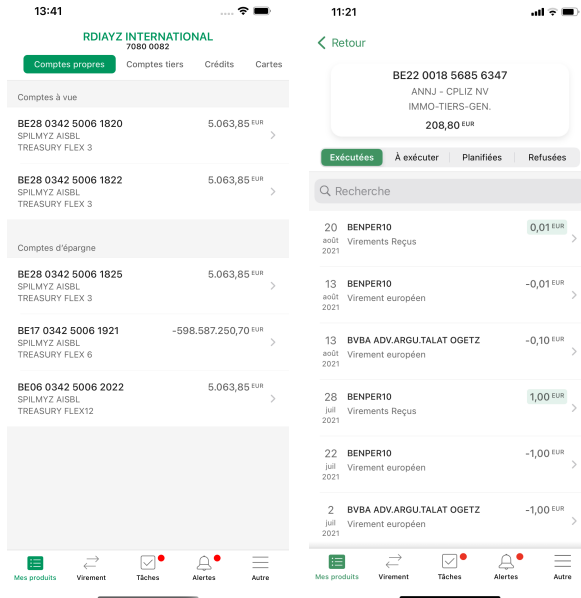 13:41
RDIAYZ INTERNATIONAL
7080 0082
Comptes propres Comptes tiers Crédits Cartes
Comptes à vue
BE28 0342 5006 1820 5.063,85 EUR
SPILMYZ AISBL
TREASURY FLEX 3
BE28 0342 5006 1822 5.063,85 EUR
SPILMYZ AISBL
TREASURY FLEX 3
Comptes d'épargne
BE28 0342 5006 1825 5.063,85 EUR
SPILMYZ AISBL
TREASURY FLEX 3
BE17 0342 5006 1921 -598.587.250,70 EUR
SPILMYZ AISBL
TREASURY FLEX 6
BE06 0342 5006 2022 5.063,85 EUR
SPILMYZ AISBL
TREASURY FLEX12
Mes produits Virement Tâches Alertes Autre
11:21
Retour
BE22 0018 5685 6347
ANNJ - CPLIZ NV
IMMO-TIERS-GEN.
208,80 EUR
Exécutées À exécuter Planifiées Refusées
Recherche
20 BENPER10 0,01 EUR
août Virements Reçus
2021
13 BENPER10 -0,01 EUR
août Virement européen
2021
13 BVBA ADV.ARGU.TALAT OGETZ -0,10 EUR
août Virement européen
2021
28 BENPER10 1,00 EUR
juil Virements Reçus
2021
22 BENPER10 -1,00 EUR
juil Virement européen
2021
2 BVBA ADV.ARGU.TALAT OGETZ -1,00 EUR
juil Virement européen
2021
Mes produits Virement Tâches Alertes Autre